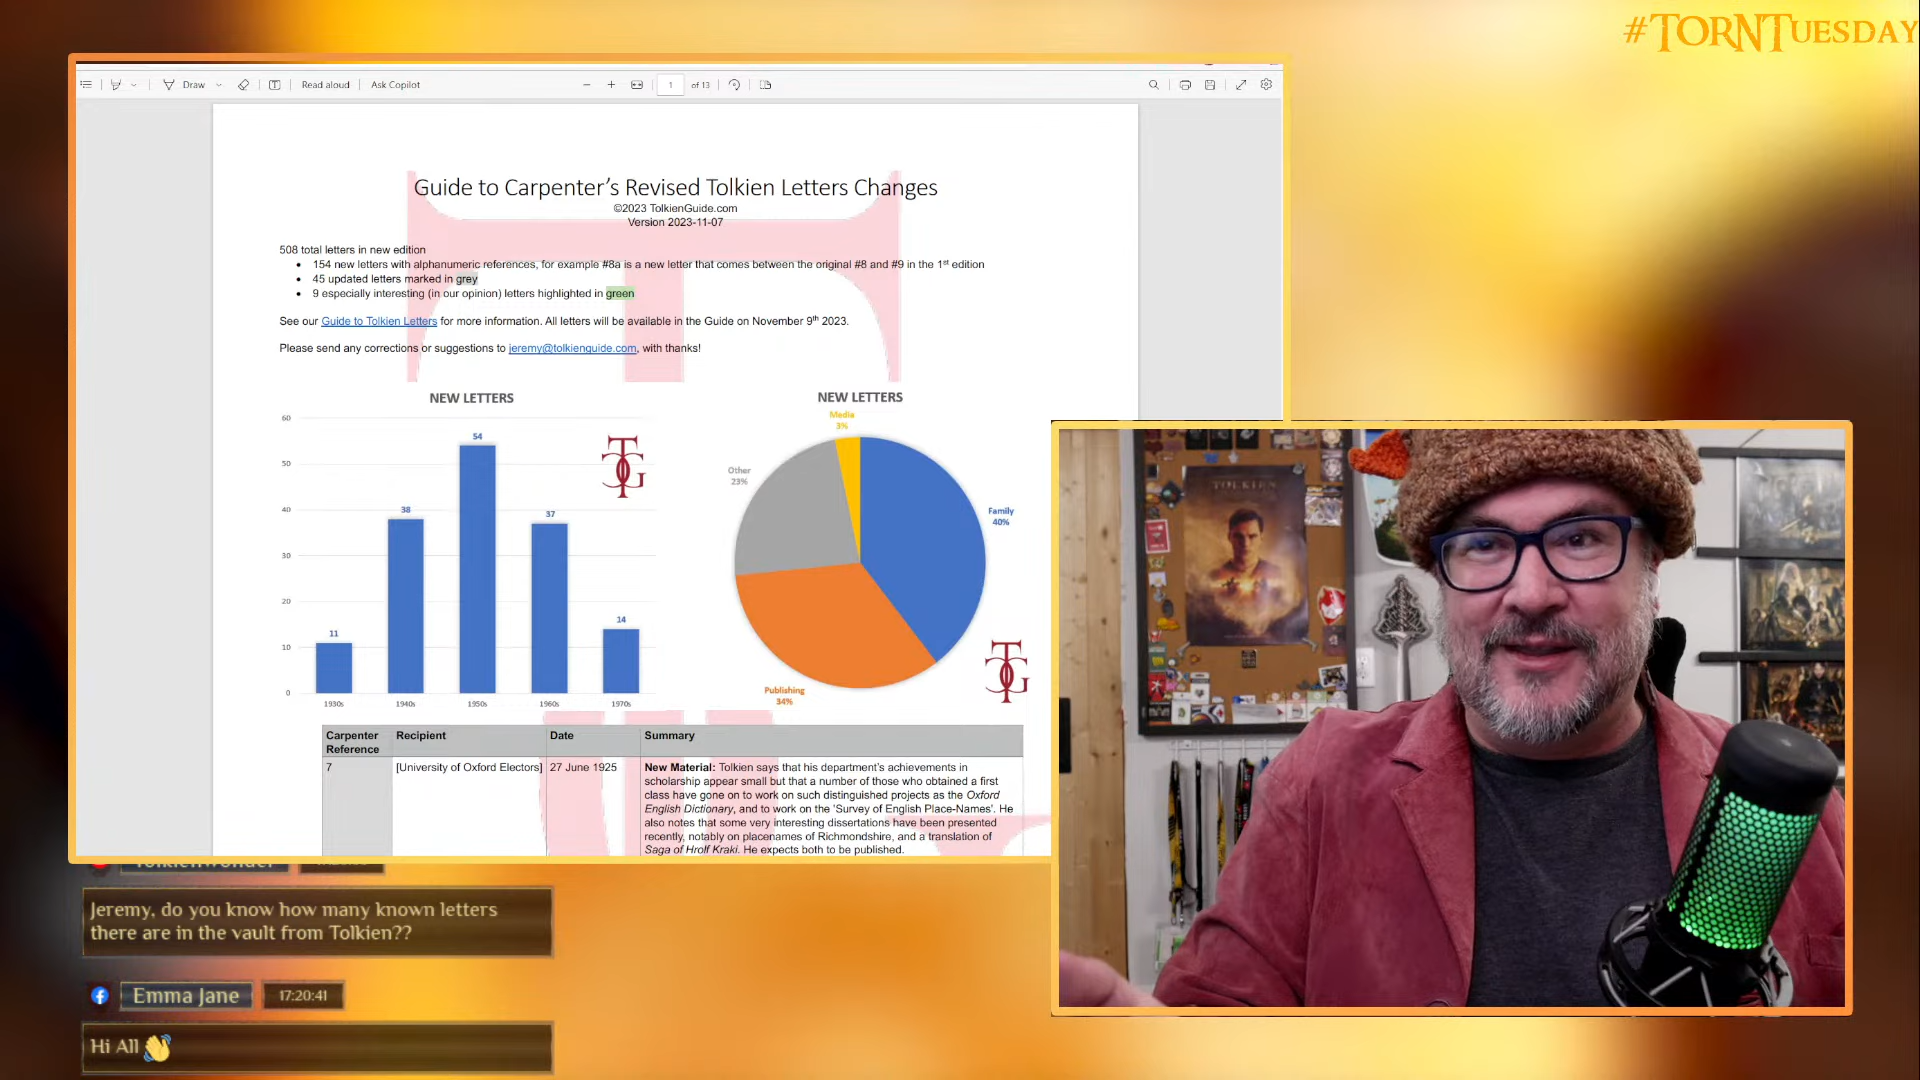 #TORNTUESDAY
Draw
Read aloud
Ask Copilot
1 of 13
Guide to Carpenter’s Revised Tolkien Letters Changes
©2023 TolkienGuide.com
Version 2023-11-07
508 total letters in new edition
• 154 new letters with alphanumeric references, for example #8a is a new letter that comes between the original #8 and #9 in the 1st edition
• 45 updated letters marked in grey
• 9 especially interesting (in our opinion) letters highlighted in green
See our Guide to Tolkien Letters for more information. All letters will be available in the Guide on November 9th 2023.
Please send any corrections or suggestions to jeremy@tolkienguide.com, with thanks!
NEW LETTERS
60
50
40
30
20
10
0
11
38
54
37
14
1930s
1940s
1950s
1960s
1970s
NEW LETTERS
Media
3%
Other
23%
Family
40%
Publishing
34%
Carpenter Reference
Recipient
Date
Summary
7
[University of Oxford Electors]
27 June 1925
New Material: Tolkien says that his department’s achievements in
scholarship appear small but that a number of those who obtained a first
class have gone on to work on such distinguished projects as the Oxford
English Dictionary, and to work on the ‘Survey of English Place-Names’. He
also notes that some very interesting dissertations have been presented
recently, notably on placenames of Richmondshire, and a translation of
Saga of Hrolf Kraki. He expects both to be published.
TOLKIEN
Jeremy, do you know how many known letters
there are in the vault from Tolkien??
Emma Jane
17:20:41
Hi All 👋